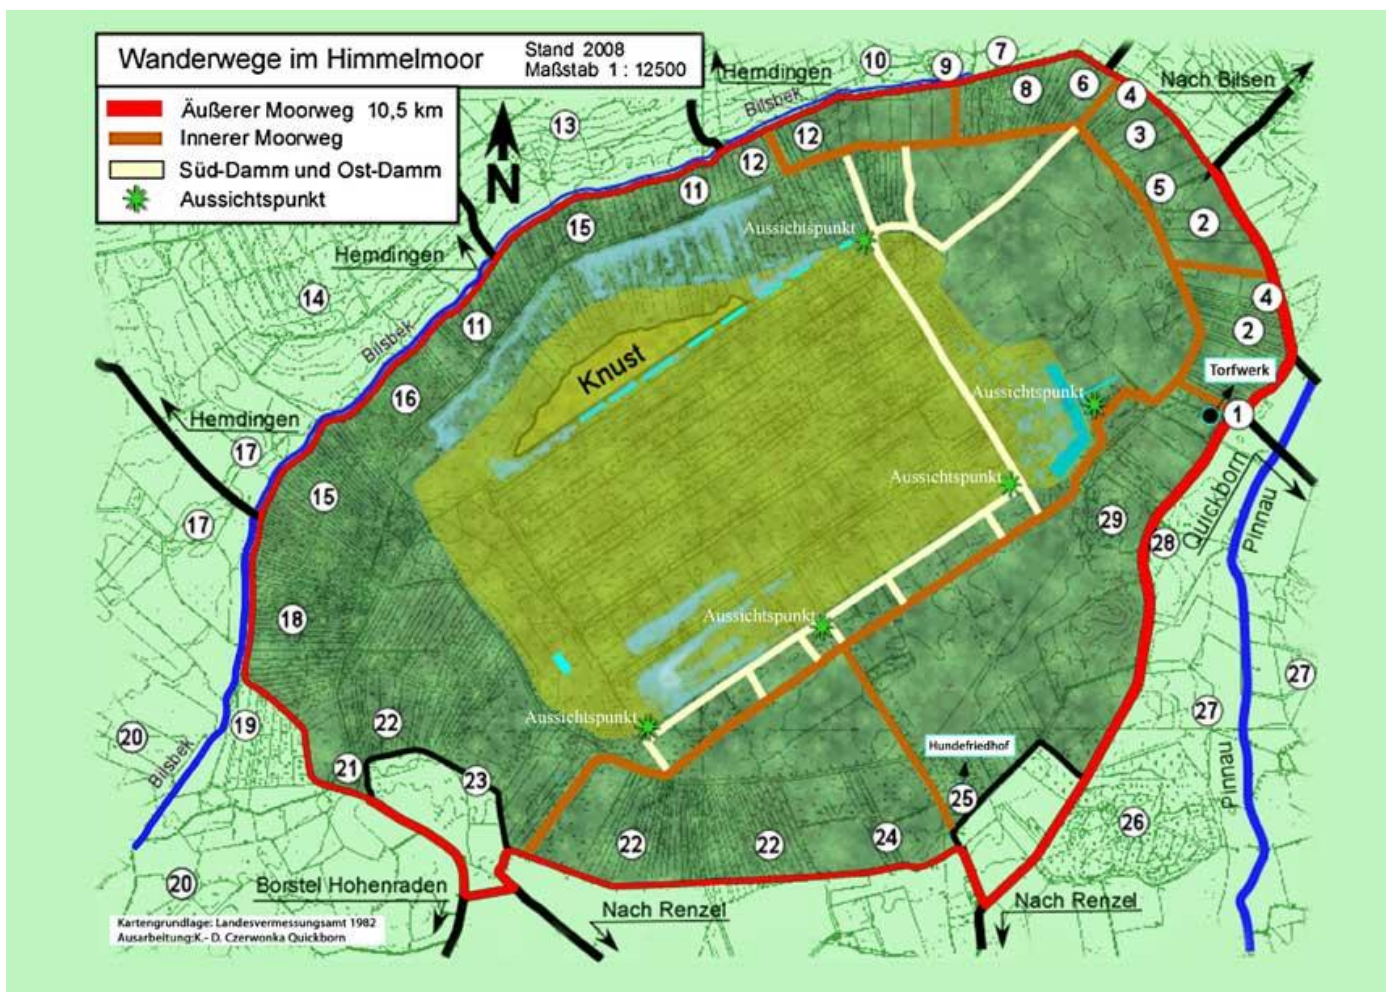 Wanderwege im Himmelmoor
Stand 2008
Maßstab 1 : 12500
Äußerer Moorweg 10,5 km
Innerer Moorweg
Süd-Damm und Ost-Damm
Aussichtspunkt
N
Hemdingen
Bilsbek
10
9
7
8
6
4
Nach Bilsen
13
12
12
3
11
5
15
2
Aussichtspunkt
Hemdingen
14
4
11
Bilsbek
2
Knust
Torfwerk
16
Aussichtspunkt
1
Hemdingen
17
Aussichtspunkt
15
Quickborn
Pinnau
17
29
28
18
Aussichtspunkt
27
27
19
22
Aussichtspunkt
20
Hundefriedhof
Bilsbek
21
23
Pinnau
25
26
22
22
24
20
Borstel Hohenraden
Nach Renzel
Nach Renzel
Kartengrundlage: Landesvermessungsamt 1982
Ausarbeitung:K.- D. Czerwonka Quickborn